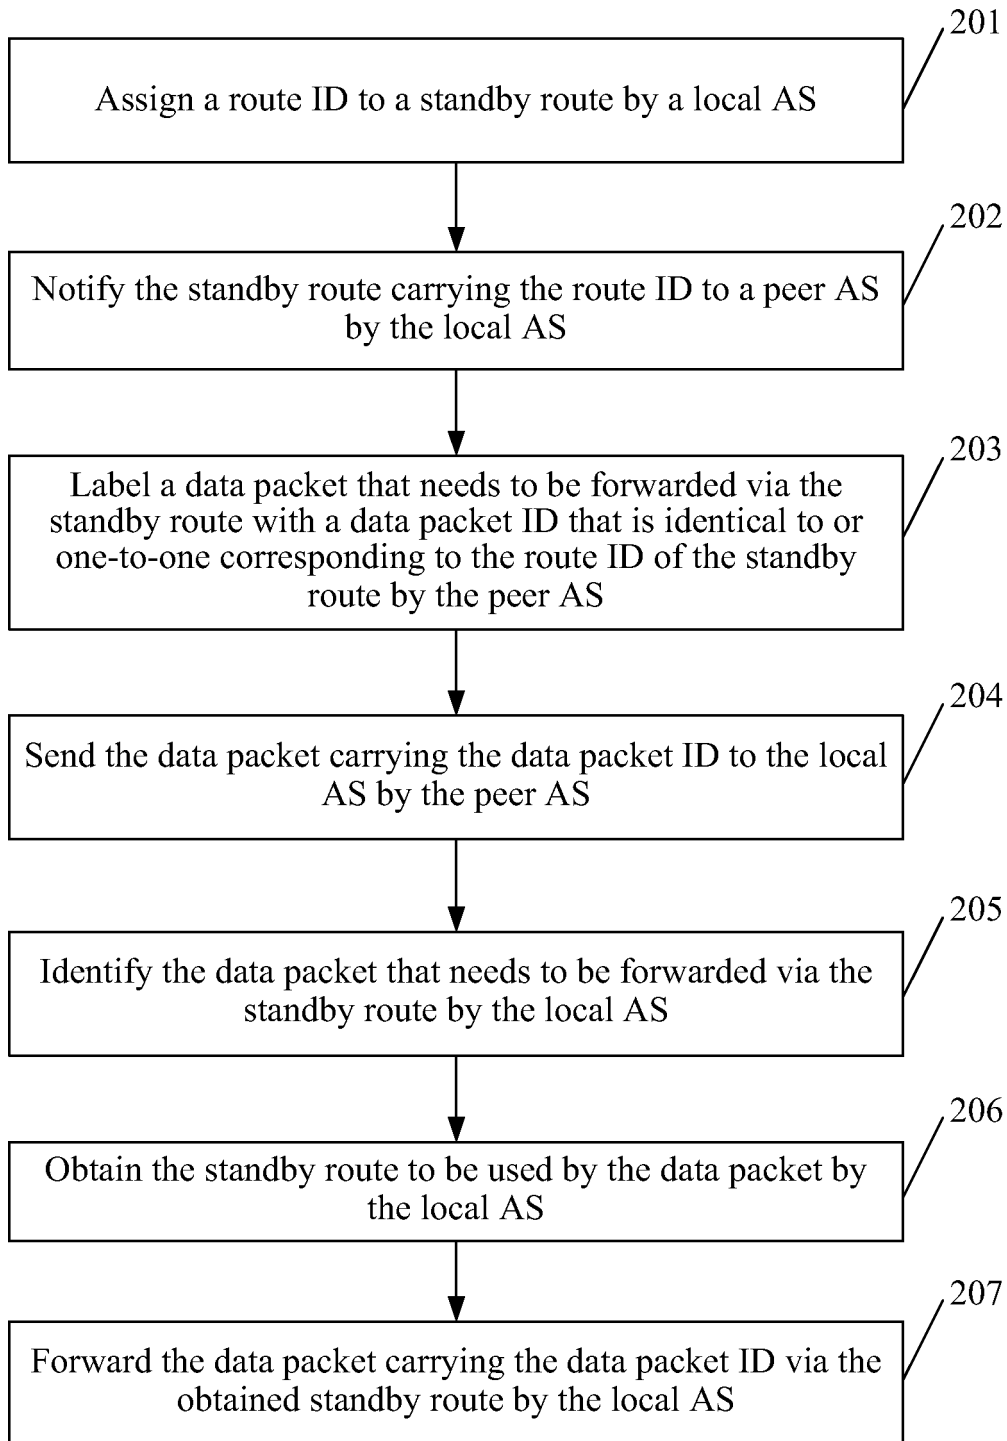 201
Assign a route ID to a standby route by a local AS
202
Notify the standby route carrying the route ID to a peer AS
by the local AS
203
Label a data packet that needs to be forwarded via the
standby route with a data packet ID that is identical to or
one-to-one corresponding to the route ID of the standby
route by the peer AS
204
Send the data packet carrying the data packet ID to the local
AS by the peer AS
205
Identify the data packet that needs to be forwarded via the
standby route by the local AS
206
Obtain the standby route to be used by the data packet by
the local AS
207
Forward the data packet carrying the data packet ID via the
obtained standby route by the local AS